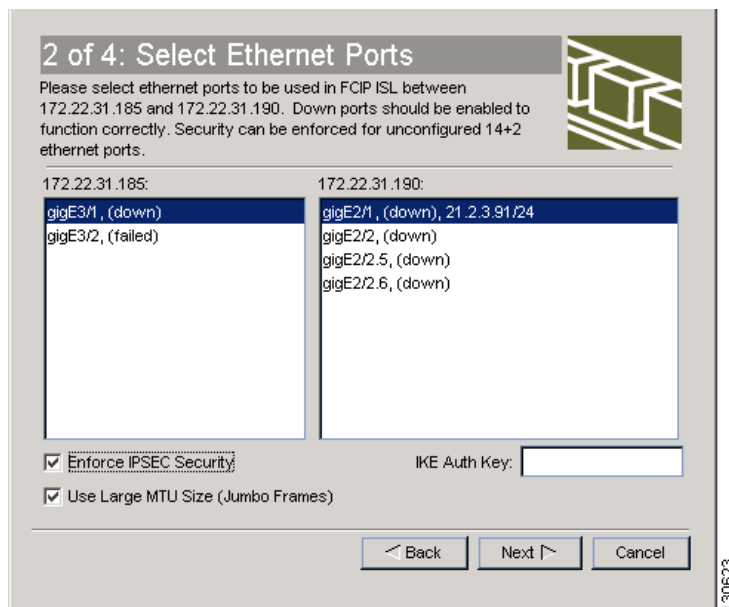 2 of 4: Select Ethernet Ports
Please select ethernet ports to be used in FCIP ISL between
172.22.31.185 and 172.22.31.190. Down ports should be enabled to
function correctly. Security can be enforced for unconfigured 14+2
ethernet ports.
172.22.31.185:
gigE3/1, (down)
gigE3/2, (failed)
172.22.31.190:
gigE2/1, (down), 21.2.3.91/24
gigE2/2, (down)
gigE2/2.5, (down)
gigE2/2.6, (down)
Enforce IPSEC Security
IKE Auth Key:
Use Large MTU Size (Jumbo Frames)
Back
Next
Cancel